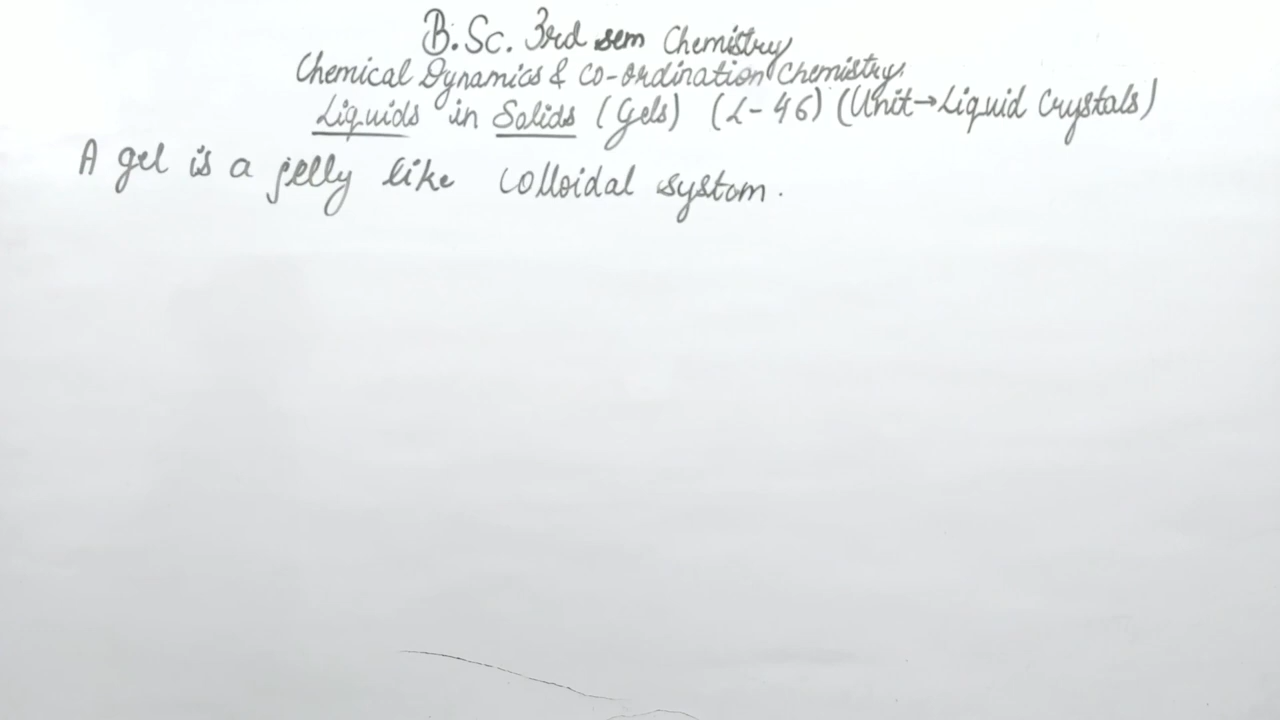 B.Sc. 3rd sem Chemistry
Chemical Dynamics & Co-ordination Chemistry.
Liquids in Solids (Gels) (L-46) (Unit→Liquid Crystals)
A gel is a jelly like colloidal system.